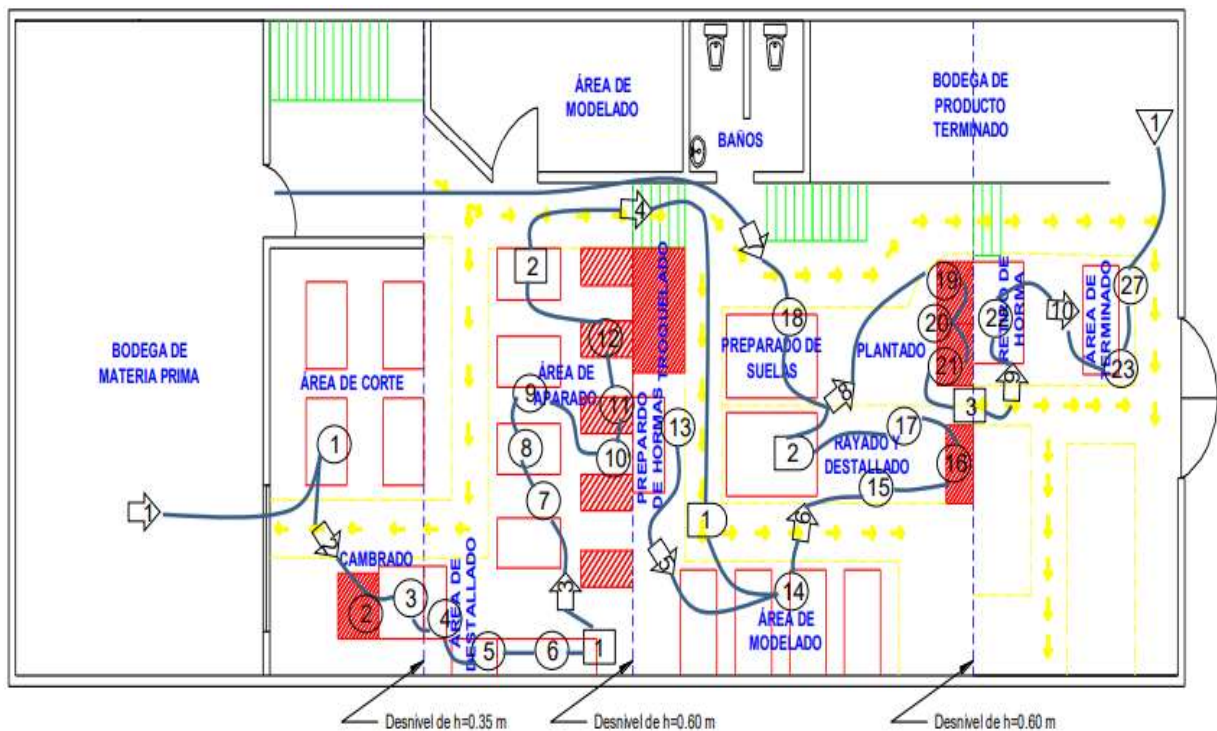 ÁREA DE
MODELADO
BAÑOS
BODEGA DE
PRODUCTO
TERMINADO
1
4
7
2
BODEGA DE
MATERIA PRIMA
ÁREA DE CORTE
1
1
2
CAMBRADO
2
3
4
ÁREA DE
DESTALLADO
5
6
1
3
7
8
9
ÁREA DE
APARADO
10
11
12
TROQUELADO
PREPARADO
DE HORMAS
13
5
1
14
ÁREA DE
MODELADO
6
15
16
17
RAYADO Y
DESTALLADO
2
8
18
PREPARADO DE
SUELAS
PLANTADO
19
20
21
3
9
22
RETIRO DE
HORMA
10
ÁREA DE
TERMINADO
23
27
Desnivel de h=0.35 m
Desnivel de h=0.60 m
Desnivel de h=0.60 m